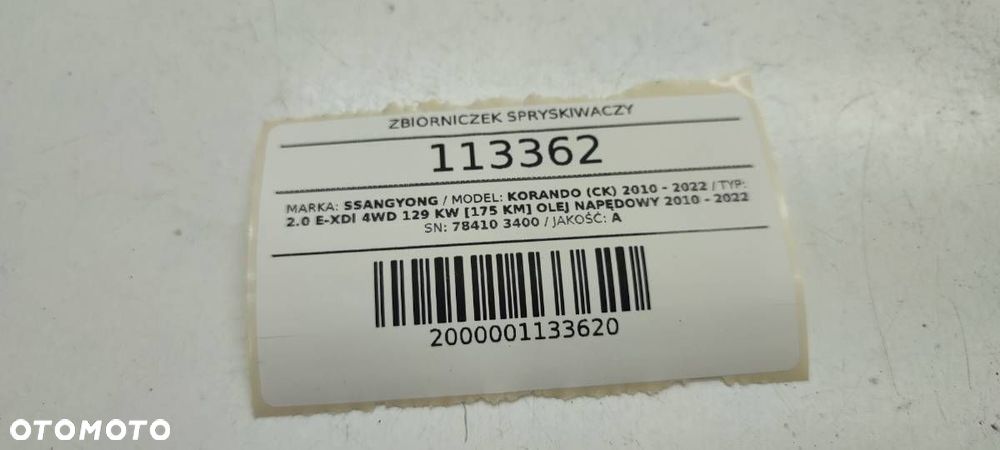 ZBIORNICZEK SPRYSKIWACZY
113362
MARKA: SSANGYONG / MODEL: KORANDO (CK) 2010 - 2022 / TYP:
2.0 E-XDI 4WD 129 KW [175 KM] OLEJ NAPĘDOWY 2010 - 2022
SN: 78410 3400 / JAKOŚĆ: A
2000001133620
OTOMOTO